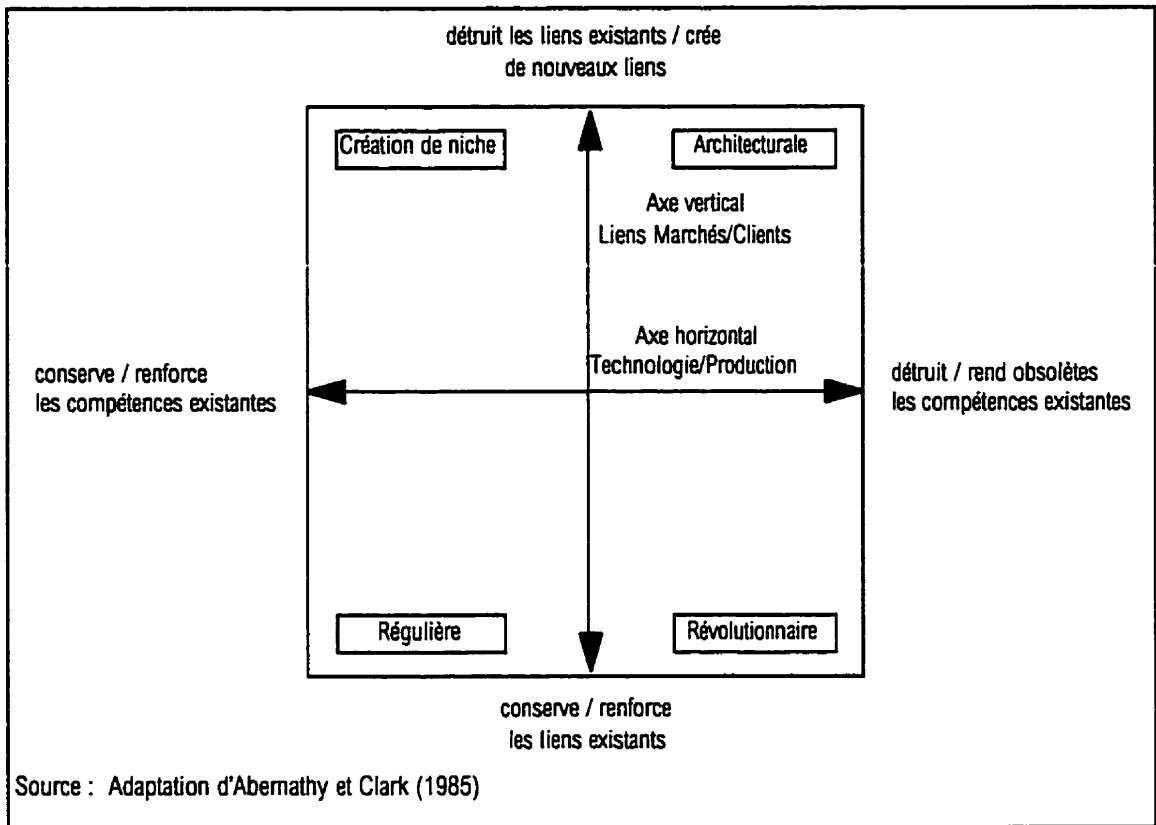 détruit les liens existants / crée
de nouveaux liens
Création de niche
Architecturale
Axe vertical
Liens Marchés/Clients
Axe horizontal
Technologie/Production
conserve / renforce
les compétences existantes
détruit / rend obsolètes
les compétences existantes
Régulière
Révolutionnaire
conserve / renforce
les liens existants
Source : Adaptation d'Abernathy et Clark (1985)